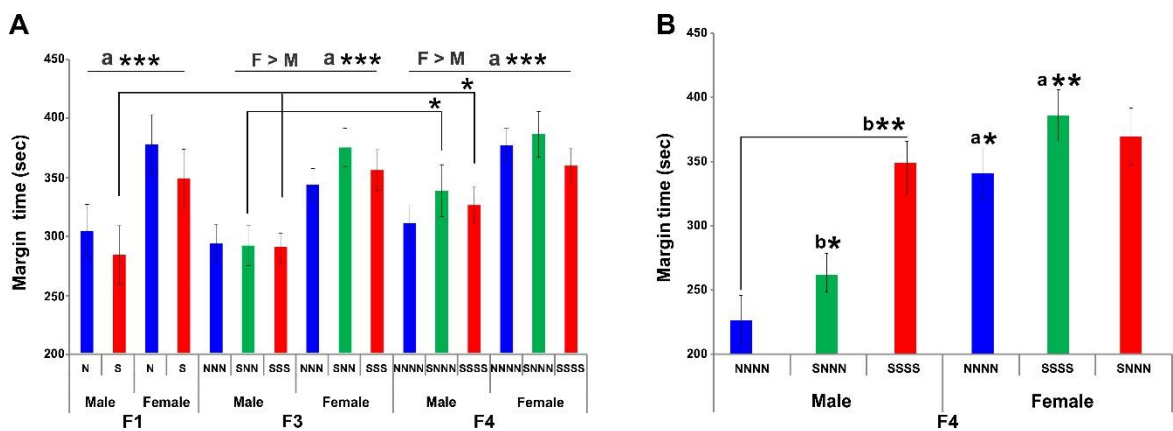 A
Margin time (sec)
450
400
350
300
250
200
a *** F > M a *** F > M a ***
*
*
N S N S NNN SNN SSS NNN SNN SSS NNNN SNNN SSSS NNNN SNNN SSSS
Male Female Male Female Male Female
F1 F3 F4
B
Margin time (sec)
450
400
350
300
250
200
b**
b*
a*
a**
NNNN SNNN SSSS NNNN SSSS SNNN
Male Female
F4